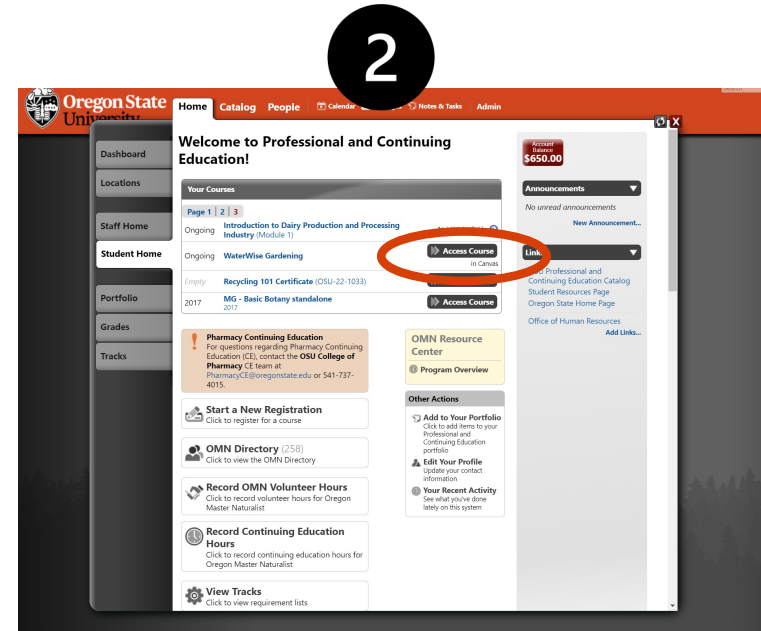 2
Oregon State
University
Home Catalog People Calendar Notes & Tasks Admin
X
Dashboard
Locations
Staff Home
Student Home
Portfolio
Grades
Tracks
Welcome to Professional and Continuing
Education!
Your Courses
Page 1 | 2 | 3
Ongoing Introduction to Dairy Production and Processing
Industry (Module 1)
Ongoing WaterWise Gardening Access Course
in Canvas
Empty Recycling 101 Certificate (OSU-22-1033)
2017 MG - Basic Botany standalone Access Course
2017
! Pharmacy Continuing Education
For questions regarding Pharmacy Continuing
Education (CE), contact the OSU College of
Pharmacy CE team at
PharmacyCE@oregonstate.edu or 541-737-
4015.
Start a New Registration
Click to register for a course
OMN Directory (258)
Click to view the OMN Directory
Record OMN Volunteer Hours
Click to record volunteer hours for Oregon
Master Naturalist
Record Continuing Education
Hours
Click to record continuing education hours for
Oregon Master Naturalist
View Tracks
Click to view requirement lists
OMN Resource
Center
Program Overview
Other Actions
Add to Your Portfolio
Click to add items to your
Professional and
Continuing Education
portfolio
Edit Your Profile
Update your contact
information
Your Recent Activity
See what you've done
lately on this system
Account
Balance
$650.00
Announcements
No unread announcements
New Announcement...
Professional and
Continuing Education Catalog
Student Resources Page
Oregon State Home Page
Office of Human Resources
Add Links...